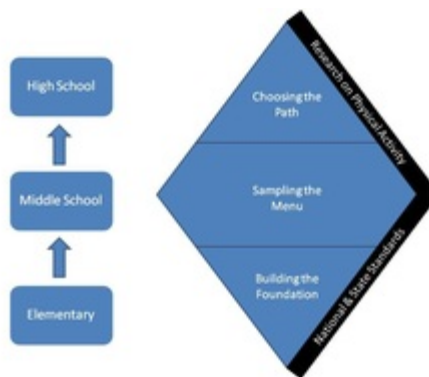 High School
Middle School
Elementary
Choosing the
Path
Sampling the
Menu
Building the
Foundation
Research on Physical Activity
National & State Standards